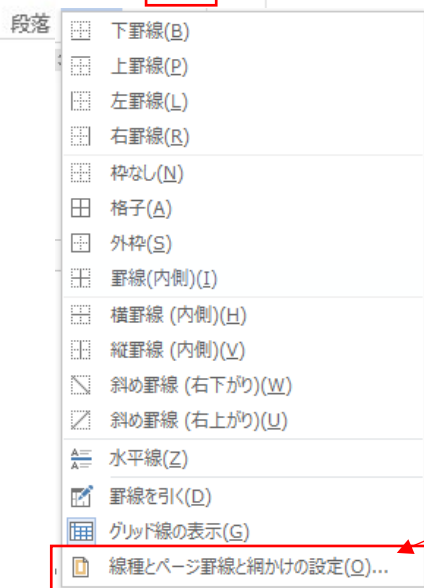 段落
下罫線(B)
上罫線(P)
左罫線(L)
右罫線(R)
枠なし(N)
格子(A)
外枠(S)
罫線(内側)(I)
横罫線 (内側)(H)
縦罫線 (内側)(V)
斜め罫線 (右下がり)(W)
斜め罫線 (右上がり)(U)
水平線(Z)
罫線を引く(D)
グリッド線の表示(G)
線種とページ罫線と網かけの設定(O)...